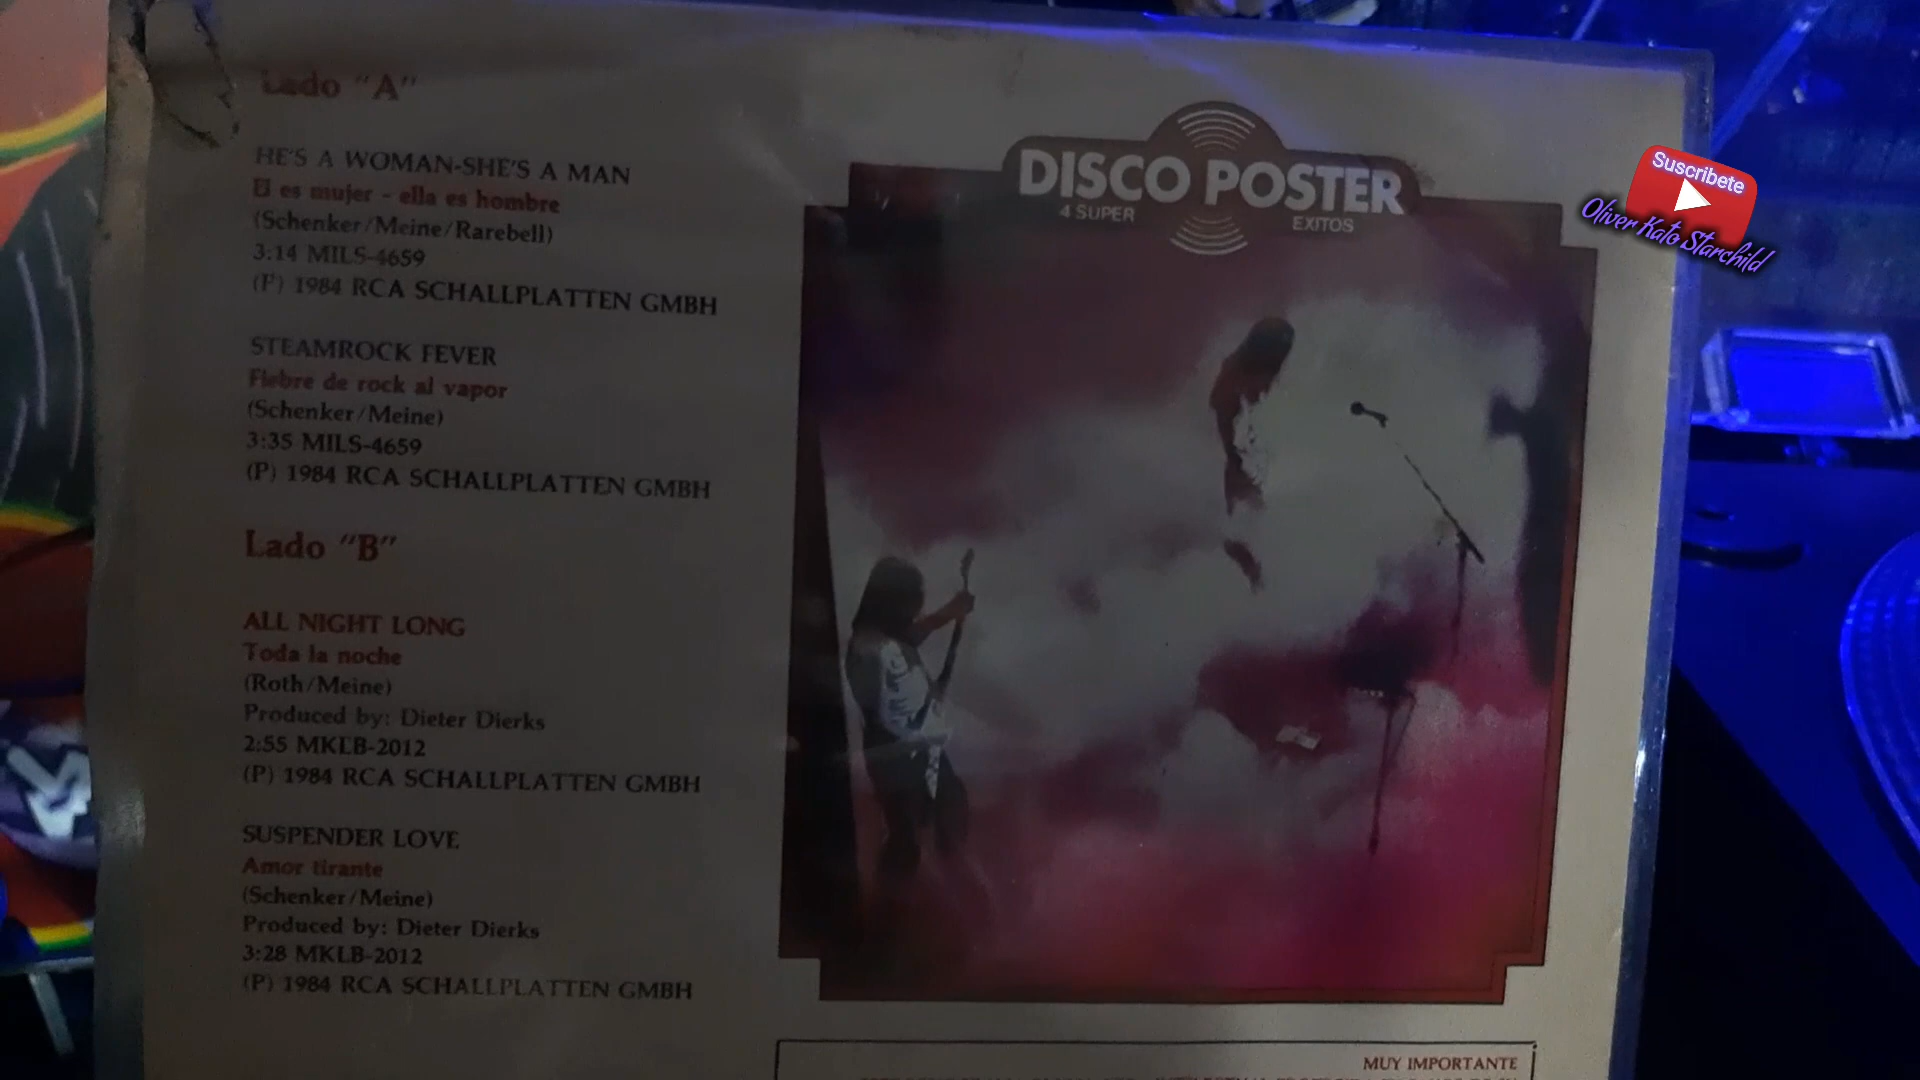 Lado "A"
HE'S A WOMAN-SHE'S A MAN
El es mujer - ella es hombre
(Schenker/Meine/Rarebell)
3:14 MILS-4659
(P) 1984 RCA SCHALLPLATTEN GMBH
STEAMROCK FEVER
Fiebre de rock al vapor
(Schenker/Meine)
3:35 MILS-4659
(P) 1984 RCA SCHALLPLATTEN GMBH
Lado "B"
ALL NIGHT LONG
Toda la noche
(Roth/Meine)
Produced by: Dieter Dierks
2:55 MKLB-2012
(P) 1984 RCA SCHALLPLATTEN GMBH
SUSPENDER LOVE
Amor tirante
(Schenker/Meine)
Produced by: Dieter Dierks
3:28 MKLB-2012
(P) 1984 RCA SCHALLPLATTEN GMBH
DISCO POSTER
4 SUPER EXITOS
MUY IMPORTANTE
Suscribete
Oliver Kato Starchild